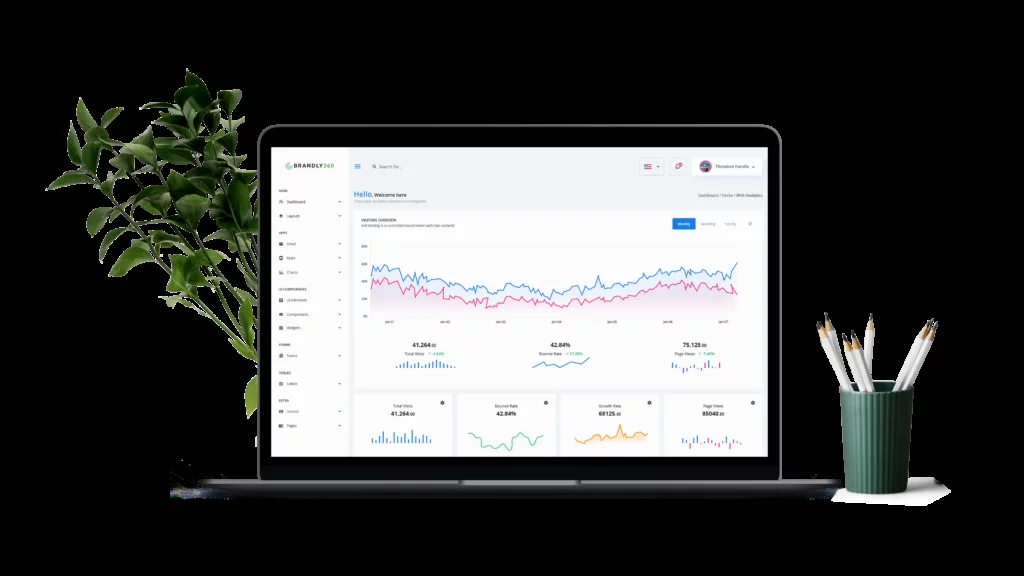 BRANDLY360
Search for...
Theodore Handle
Hello, Welcome here
Dashboard / Home / Web Analytics
HOME
Dashboard
Layouts
APPS
Email
Apps
Charts
UI COMPONENTS
UI Elements
Components
Widgets
FORMS
Forms
TABLES
Tables
EXTRA
Pages
VISITORS OVERVIEW
A/B testing is a controlled experiment with two variants
Weekly
Monthly
Yearly
Jan 01
Jan 02
Jan 03
Jan 04
Jan 05
Jan 06
Jan 07
41,264.00
Total Visits
42.84%
Bounce Rate
75,125.00
Page Views
Total Visits
41,264.00
Bounce Rate
42.84%
Growth Rate
68125.45
Page Views
85040.45